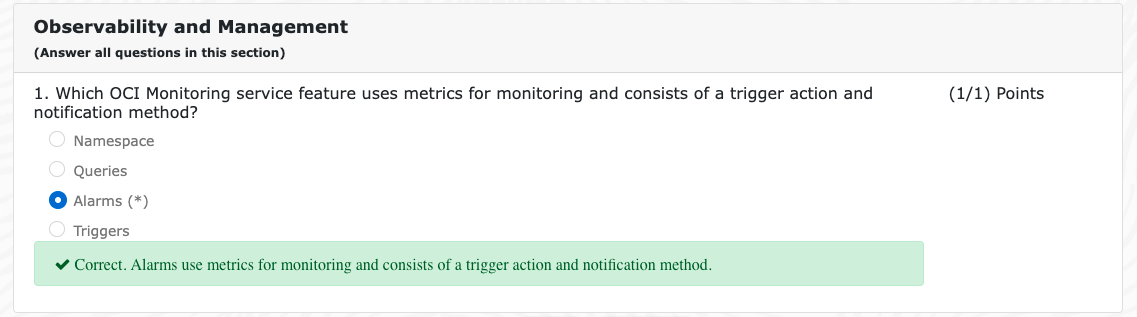 Observability and Management
(Answer all questions in this section)
1. Which OCI Monitoring service feature uses metrics for monitoring and consists of a trigger action and (1/1) Points
notification method?
Namespace
Queries
Alarms (*)
Triggers
Correct. Alarms use metrics for monitoring and consists of a trigger action and notification method.